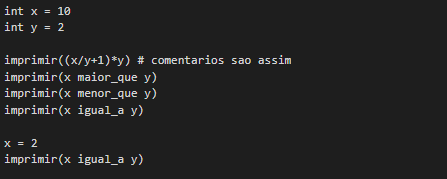 int x = 10
int y = 2
imprimir((x/y+1)*y) # comentarios sao assim
imprimir(x maior_que y)
imprimir(x menor_que y)
imprimir(x igual_a y)
x = 2
imprimir(x igual_a y)